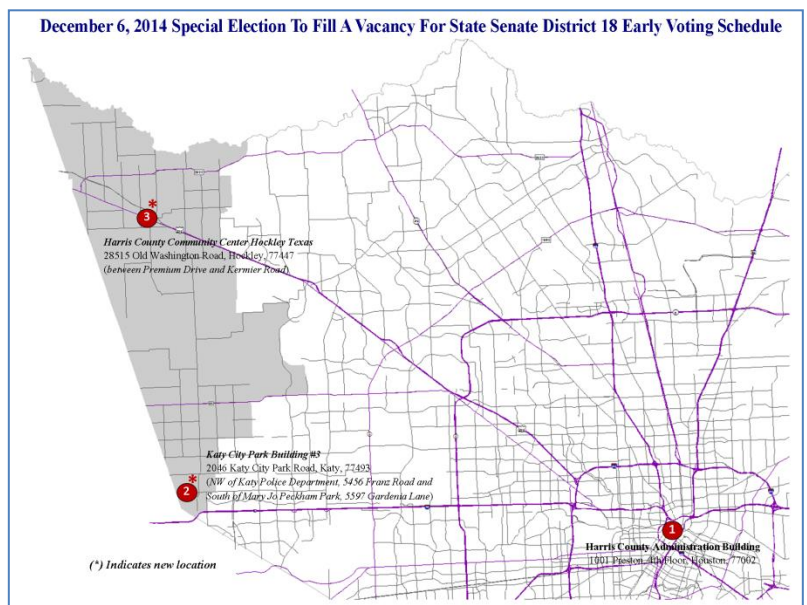 December 6, 2014 Special Election To Fill A Vacancy For State Senate District 18 Early Voting Schedule
3
*
Harris County Community Center Hockley Texas
28515 Old Washington Road, Hockley, 77447
(between Premium Drive and Kermier Road)
Katy City Park Building #3
2046 Katy City Park Road, Katy, 77493
(NW of Katy Police Department, 5456 Franz Road and
South of Mary Jo Peckham Park, 5597 Gardenia Lane)
*
2
1
Harris County Administration Building
1001 Preston, 4th Floor, Houston, 77002
(*) Indicates new location